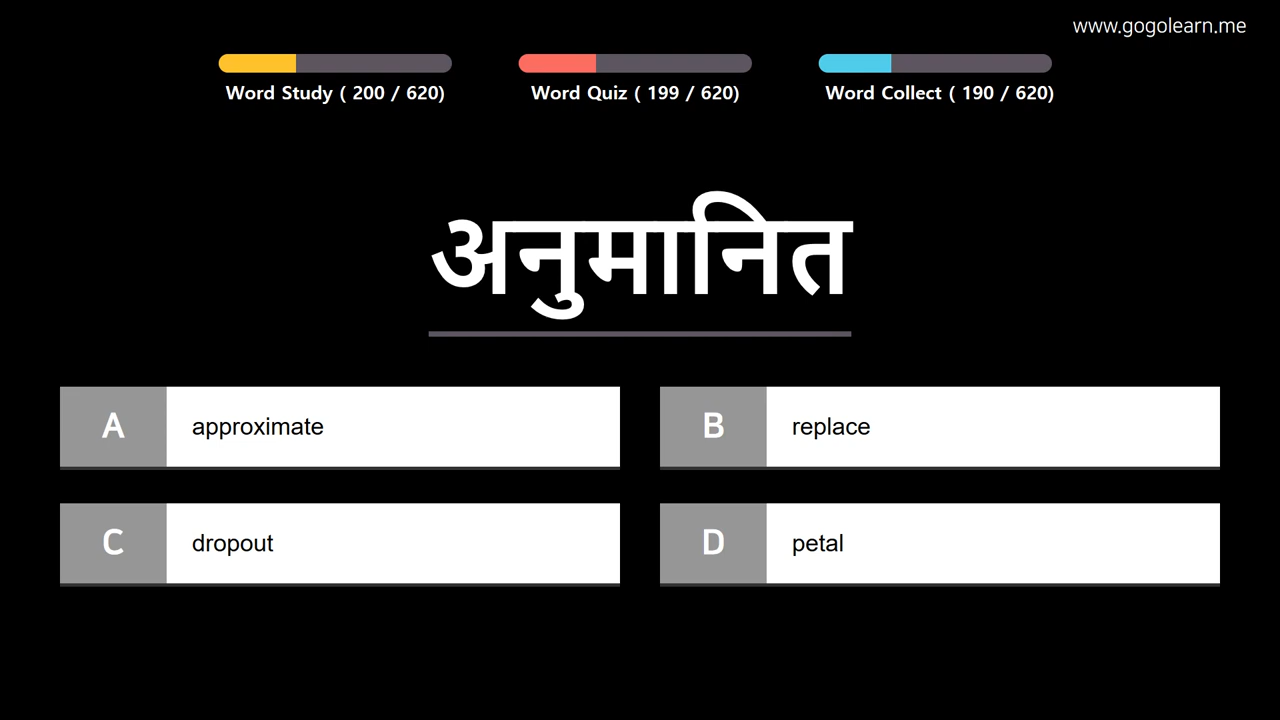 www.gogolearn.me
Word Study ( 200 / 620)
Word Quiz ( 199 / 620)
Word Collect ( 190 / 620)
अनुमानित
A
approximate
B
replace
C
dropout
D
petal